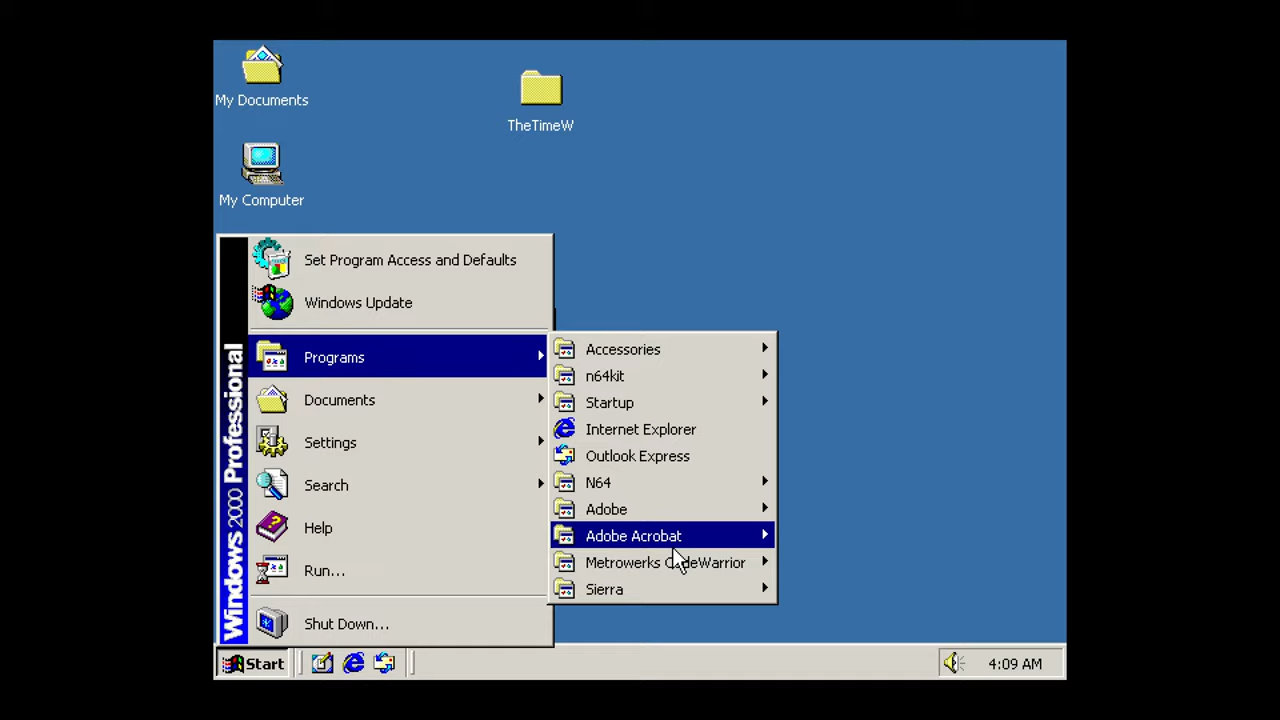 My Documents
TheTimeW
My Computer
Windows 2000 Professional
Set Program Access and Defaults
Windows Update
Programs
Documents
Settings
Search
Help
Run...
Shut Down...
Accessories
n64kit
Startup
Internet Explorer
Outlook Express
N64
Adobe
Adobe Acrobat
Metrowerks CodeWarrior
Sierra
Start
4:09 AM